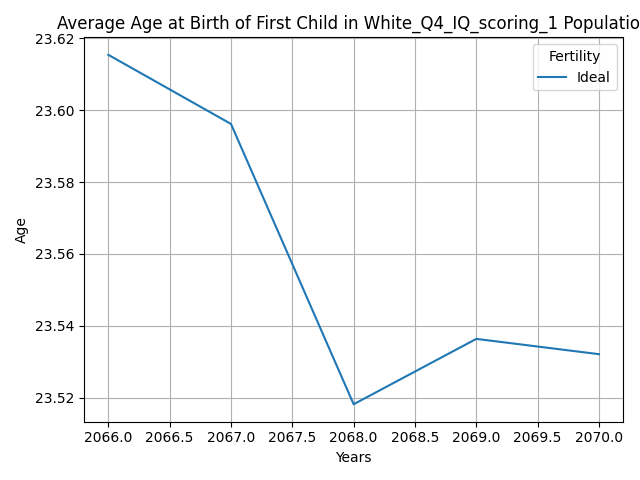 Average Age at Birth of First Child in White_Q4_IQ_scoring_1 Populatio
23.62
23.60
23.58
23.56
23.54
23.52
Age
Fertility
Ideal
2066.0 2066.5 2067.0 2067.5 2068.0 2068.5 2069.0 2069.5 2070.0
Years